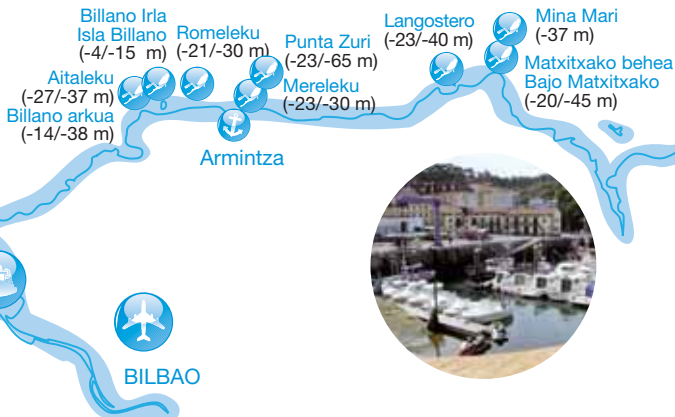 Billano Irla
Isla Billano
(-4/-15 m)
Romeleku
(-21/-30 m)
Aitaleku
(-27/-37 m)
Billano arkua
(-14/-38 m)
Punta Zuri
(-23/-65 m)
Mereleku
(-23/-30 m)
Armintza
Langostero
(-23/-40 m)
Mina Mari
(-37 m)
Matxitxako behea
Bajo Matxitxako
(-20/-45 m)
BILBAO